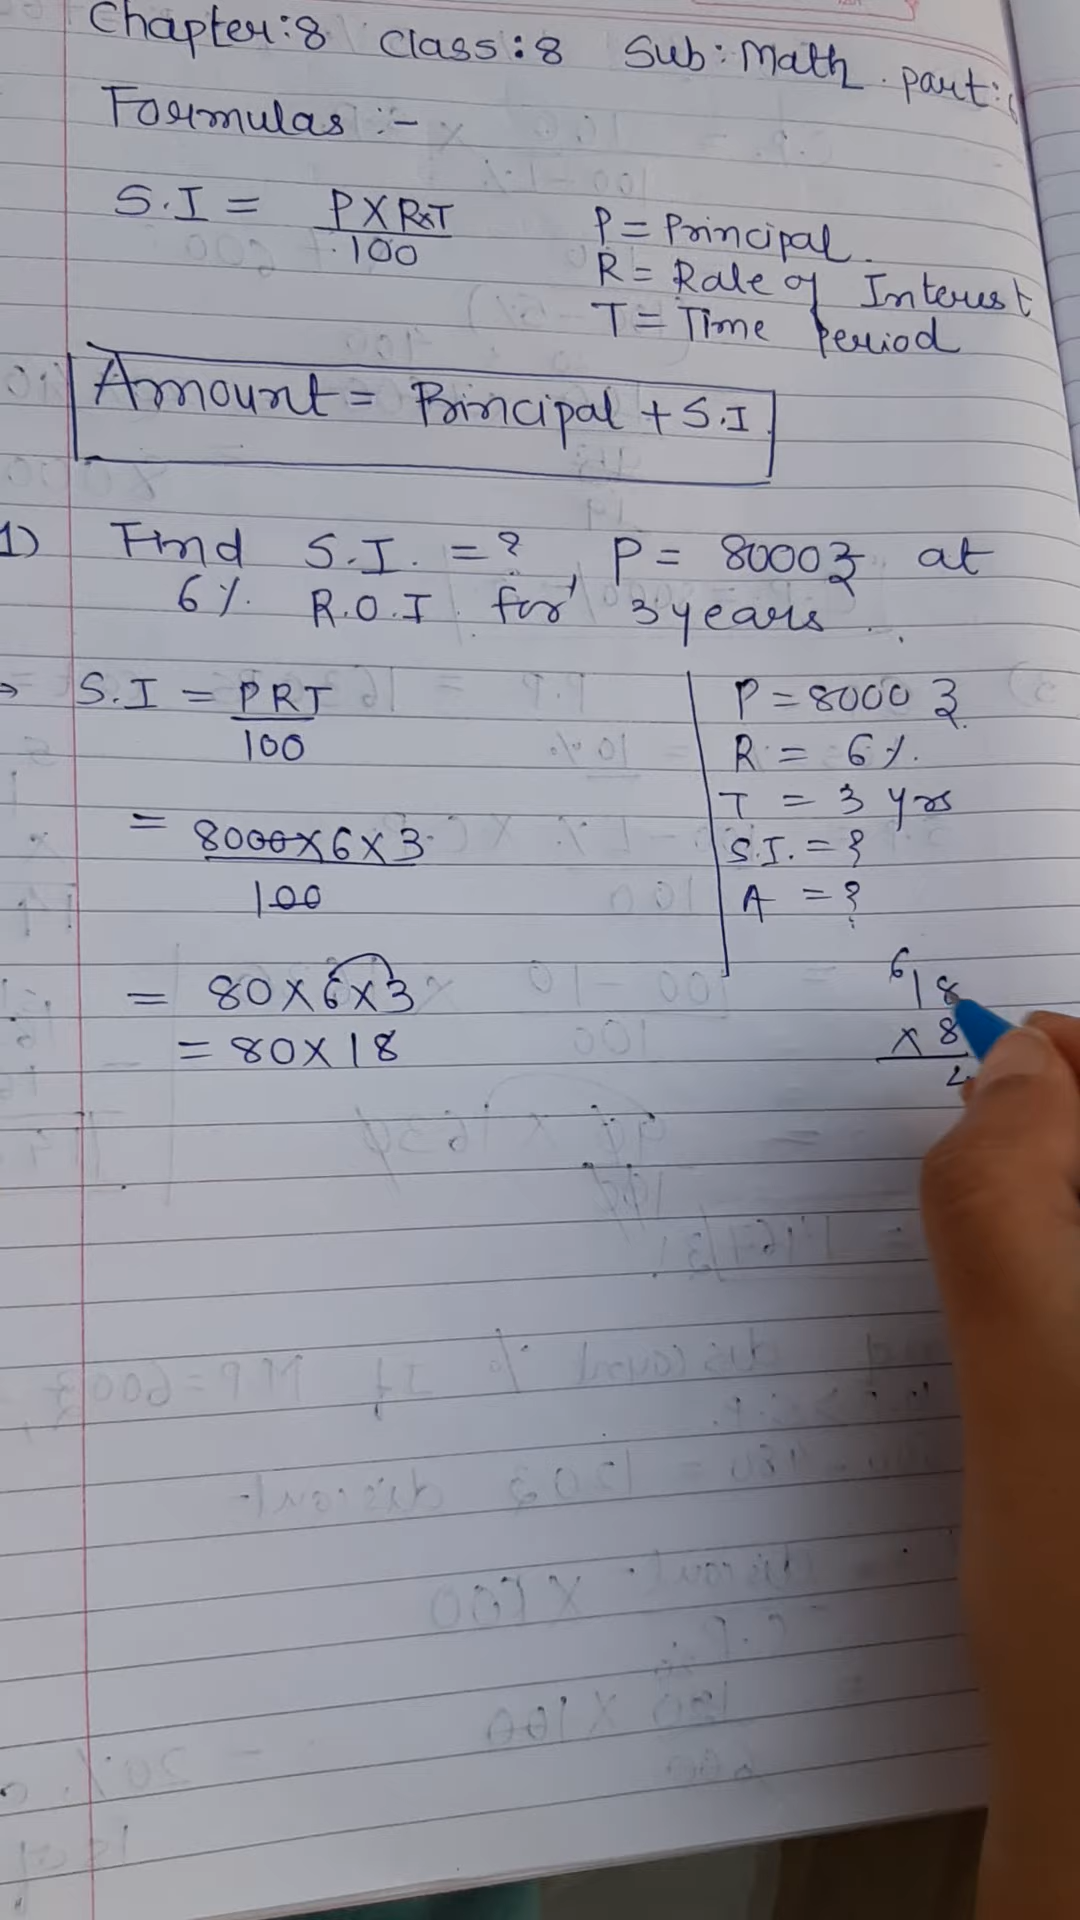 Chapter:8 Class:8 Sub:Math. part:
Formulas :-
S.I = PXRxT
100
P = Principal.
R = Rate of Interest
T = Time Period
Amount = Principal + S.I.
1) Find S.I. = ?, P = 8000₹ at
6%. R.O.I. for 3 years.
S.I = PRT
100
= 8000×6×3
100
= 80×6×3
= 80×18
P = 8000 ₹.
R = 6%.
T = 3 yrs
S.I. = ?
A = ?
6
18
× 8